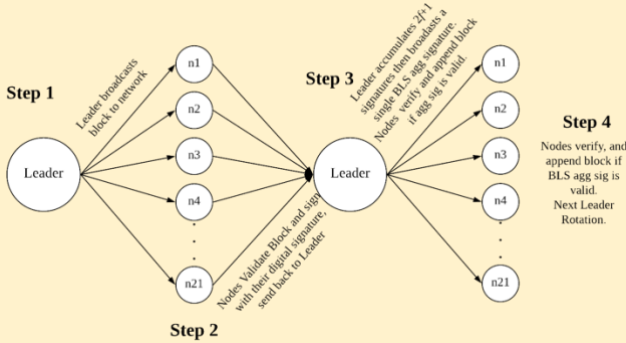 Step 1
Leader broadcasts
block to network
Leader
n1
n2
n3
n4
.
.
.
n21
Step 2
Nodes Validate Block and sign
with their digital signature,
send back to Leader
Step 3
Leader accumulates 2f+1
signatures then broadasts a
single BLS agg signature.
Nodes verify and append block
if agg sig is valid.
Leader
n1
n2
n3
n4
.
.
.
n21
Step 4
Nodes verify, and
append block if
BLS agg sig is
valid.
Next Leader
Rotation.